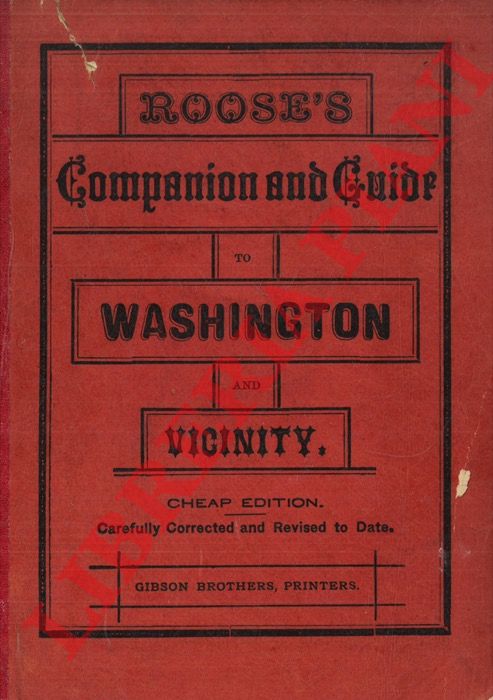 ROOSE'S
Companion and Guide
TO
WASHINGTON
AND
VICINITY.
CHEAP EDITION.
Carefully Corrected and Revised to Date.
GIBSON BROTHERS, PRINTERS.
LIBRERIA PIANI